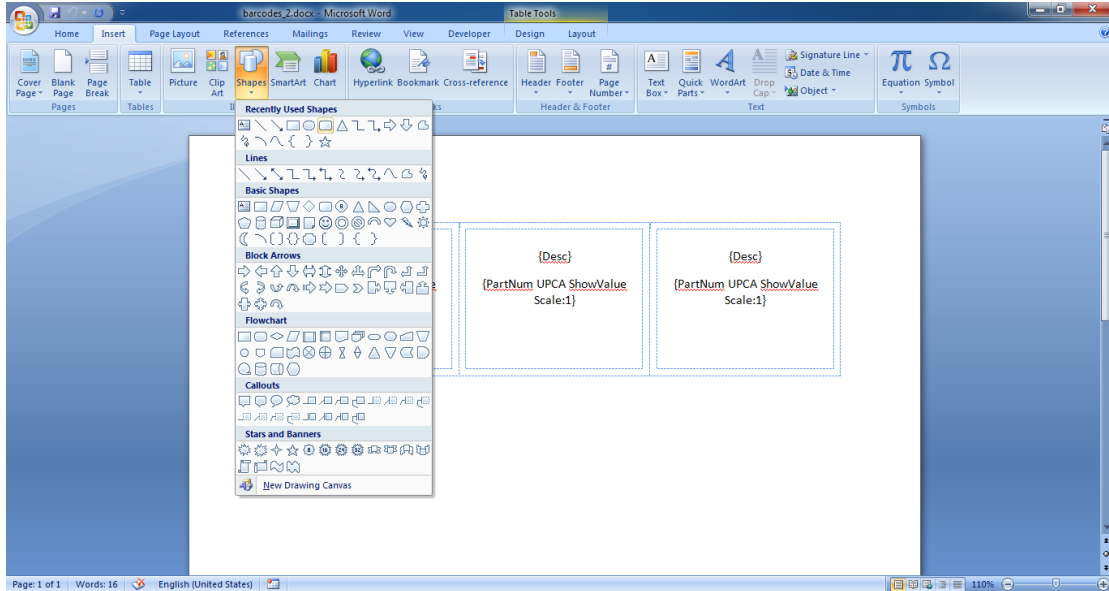 barcodes_2.docx - Microsoft Word
Table Tools
Home Insert Page Layout References Mailings Review View Developer Design Layout
Cover Page
Blank Page
Page Break
Table
Picture
Clip Art
Shapes
SmartArt
Chart
Hyperlink
Bookmark
Cross-reference
Header
Footer
Page Number
Text Box
Quick Parts
WordArt
Drop Cap
Signature Line
Date & Time
Object
Equation
Symbol
Pages
Tables
Header & Footer
Text
Symbols
Recently Used Shapes
Lines
Basic Shapes
Block Arrows
Flowchart
Callouts
Stars and Banners
New Drawing Canvas
{Desc}
{PartNum UPCA ShowValue
Scale:1}
{Desc}
{PartNum UPCA ShowValue
Scale:1}
Page: 1 of 1
Words: 16
English (United States)
110%